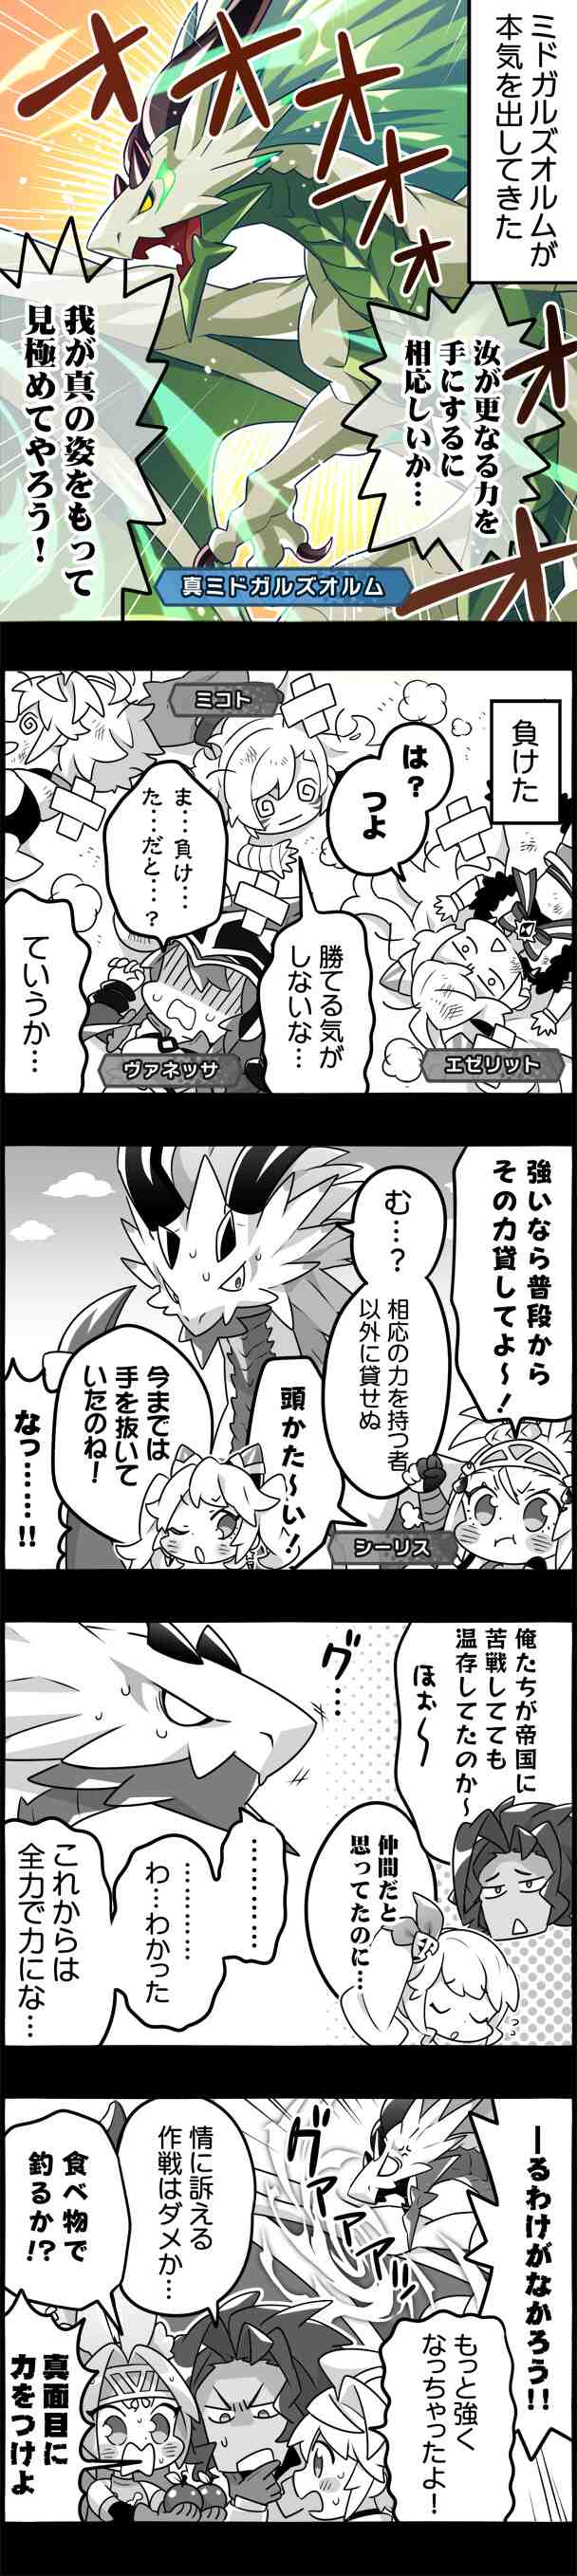 ミドガルズオルムが
本気を出してきた
オオオオオオオ
汝が更なる力を
手にするに
相応しいか…
我が真の姿をもって
見極めてやろう！
真ミドガルズオルム
負けた
は？
つよ
ミコト
勝てる気が
しないな…
ま…負け…
た…だと…？
ていうか…
ヴァネッサ
エゼリット
強いなら普段から
その力貸してよ～！
む…？
相応の力を持つ者
以外に貸せぬ
頭かた～い！
シーリス
今までは
手を抜いて
いたのね！
なっ……!!
俺たちが帝国に
苦戦してても
温存してたのか～
ほぉ～
グ…
仲間だと
思ってたのに…
…………
…………
わ…わかった
これからは
全力で力にな…
ーるわけがなかろう!!
グァァァァ!!
もっと強く
なっちゃったよ！
情に訴える
作戦はダメか…
食べ物で
釣るか!?
真面目に
力をつけよ